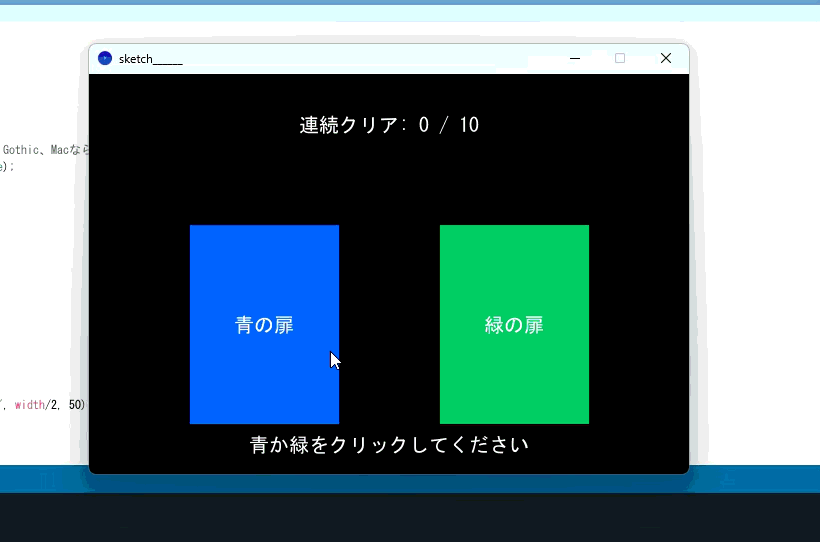 sketch______
連続クリア: 0 / 10
Gothic、Macなら
e);
青の扉
緑の扉
, width/2, 50)
青か緑をクリックしてください